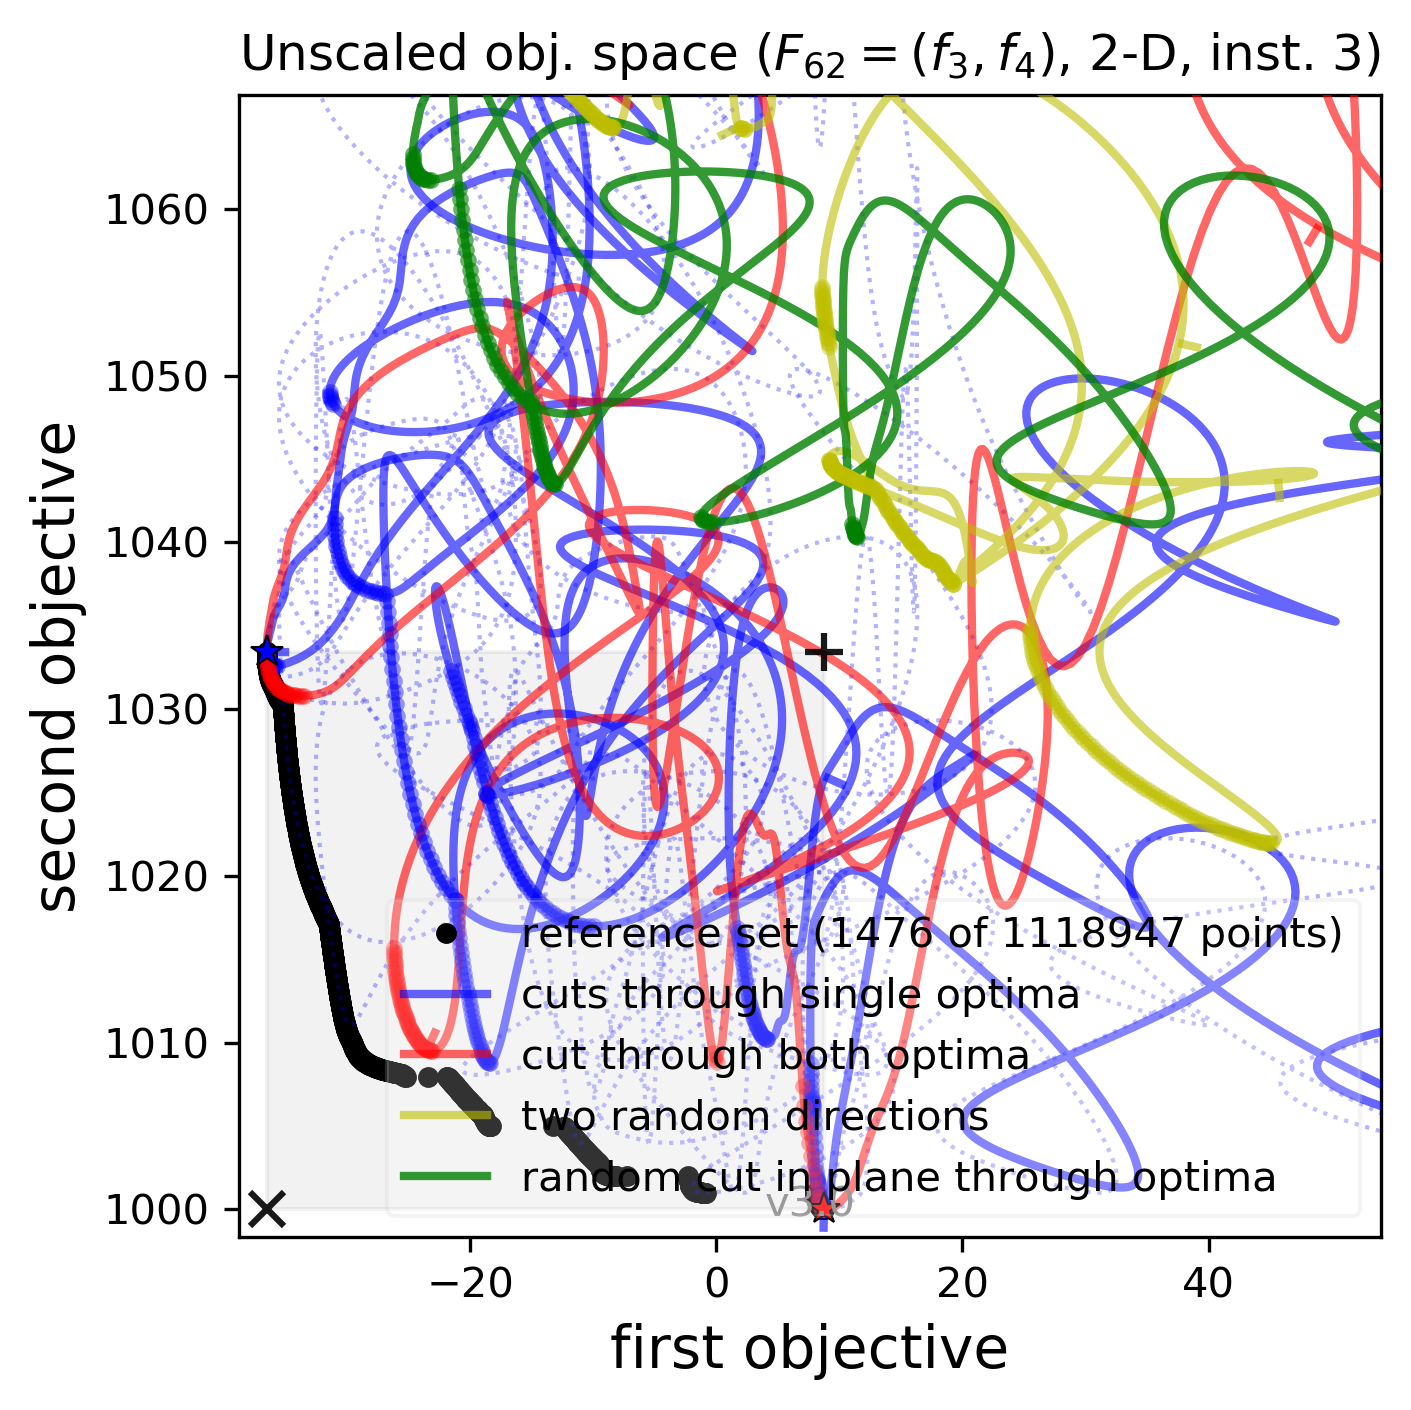 Unscaled obj. space (F62 = (f3, f4), 2-D, inst. 3)
second objective
1060
1050
1040
1030
1020
1010
1000
reference set (1476 of 1118947 points)
cuts through single optima
cut through both optima
two random directions
random cut in plane through optima
−20
0
20
40
first objective